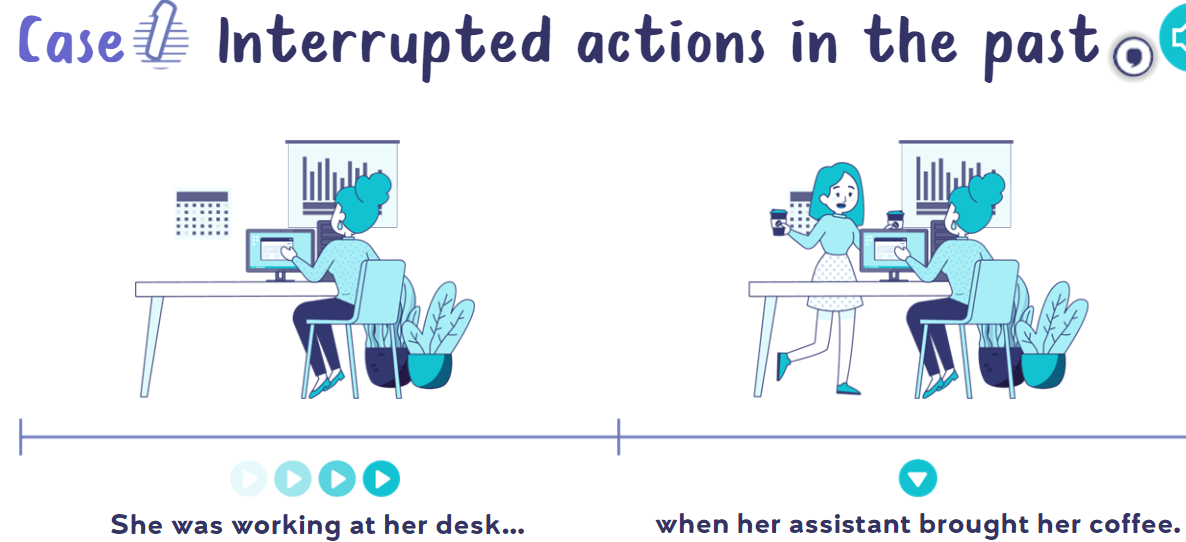 Case 1 Interrupted actions in the past
She was working at her desk...
when her assistant brought her coffee.